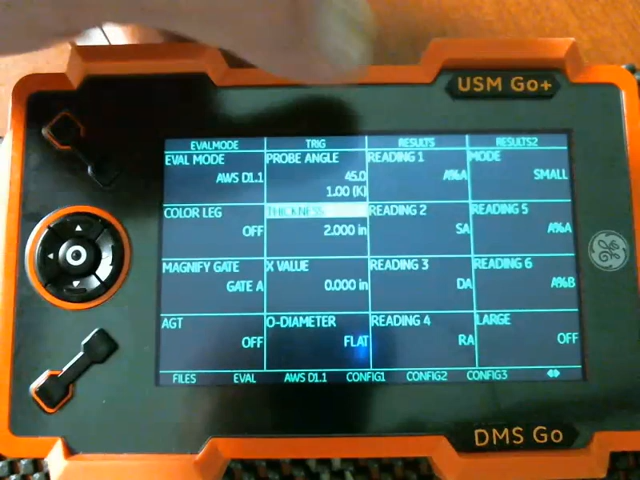 USM Go+
EVALMODE TRIG RESULTS RESULTS2
EVAL MODE PROBE ANGLE READING 1 MODE
AWS D1.1 45.0 A%A SMALL
1.00 (K)
COLOR LEG THICKNESS READING 2 READING 5
OFF 2.000 in SA A%A
MAGNIFY GATE X VALUE READING 3 READING 6
GATE A 0.000 in DA A%B
AGT O-DIAMETER READING 4 LARGE
OFF FLAT RA OFF
FILES EVAL AWS D1.1 CONFIG1 CONFIG2 CONFIG3
DMS Go